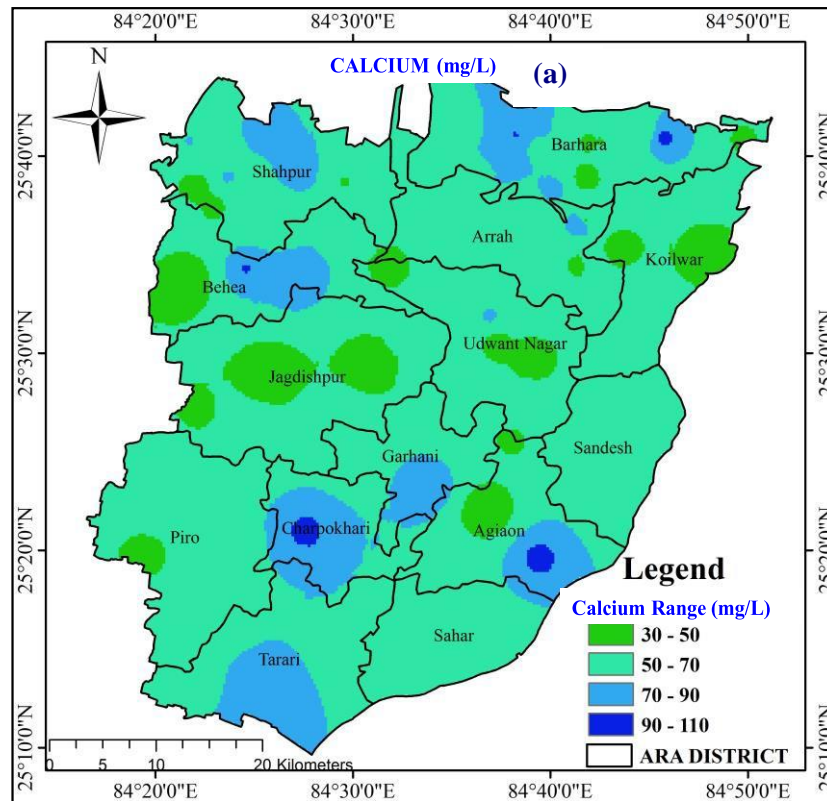 84°20'0"E 84°30'0"E 84°40'0"E 84°50'0"E
CALCIUM (mg/L) (a)
N
25°40'0"N 25°40'0"N
Barhara
Shahpur
Arrah
Koilwar
Behea
25°30'0"N 25°30'0"N
Udwant Nagar
Jagdishpur
Sandesh
Garhani
Charpokhari
Agiaon
Piro
25°20'0"N 25°20'0"N
Legend
Calcium Range (mg/L)
30 - 50
50 - 70
70 - 90
90 - 110
ARA DISTRICT
Sahar
Tarari
25°10'0"N 25°10'0"N
0 5 10 20 Kilometers
84°20'0"E 84°30'0"E 84°40'0"E 84°50'0"E